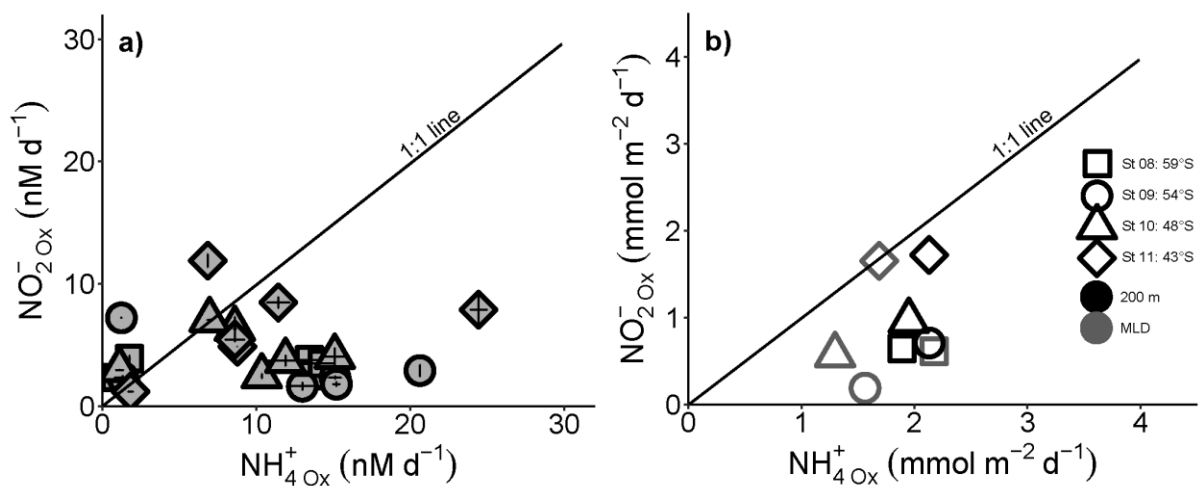 a)
30
20
10
0
NO₂⁻ Ox (nM d⁻¹)
1:1 line
0 10 20 30
NH₄⁺ Ox (nM d⁻¹)
b)
4
3
2
1
0
NO₂⁻ Ox (mmol m⁻² d⁻¹)
1:1 line
St 08: 59°S
St 09: 54°S
St 10: 48°S
St 11: 43°S
200 m
MLD
0 1 2 3 4
NH₄⁺ Ox (mmol m⁻² d⁻¹)